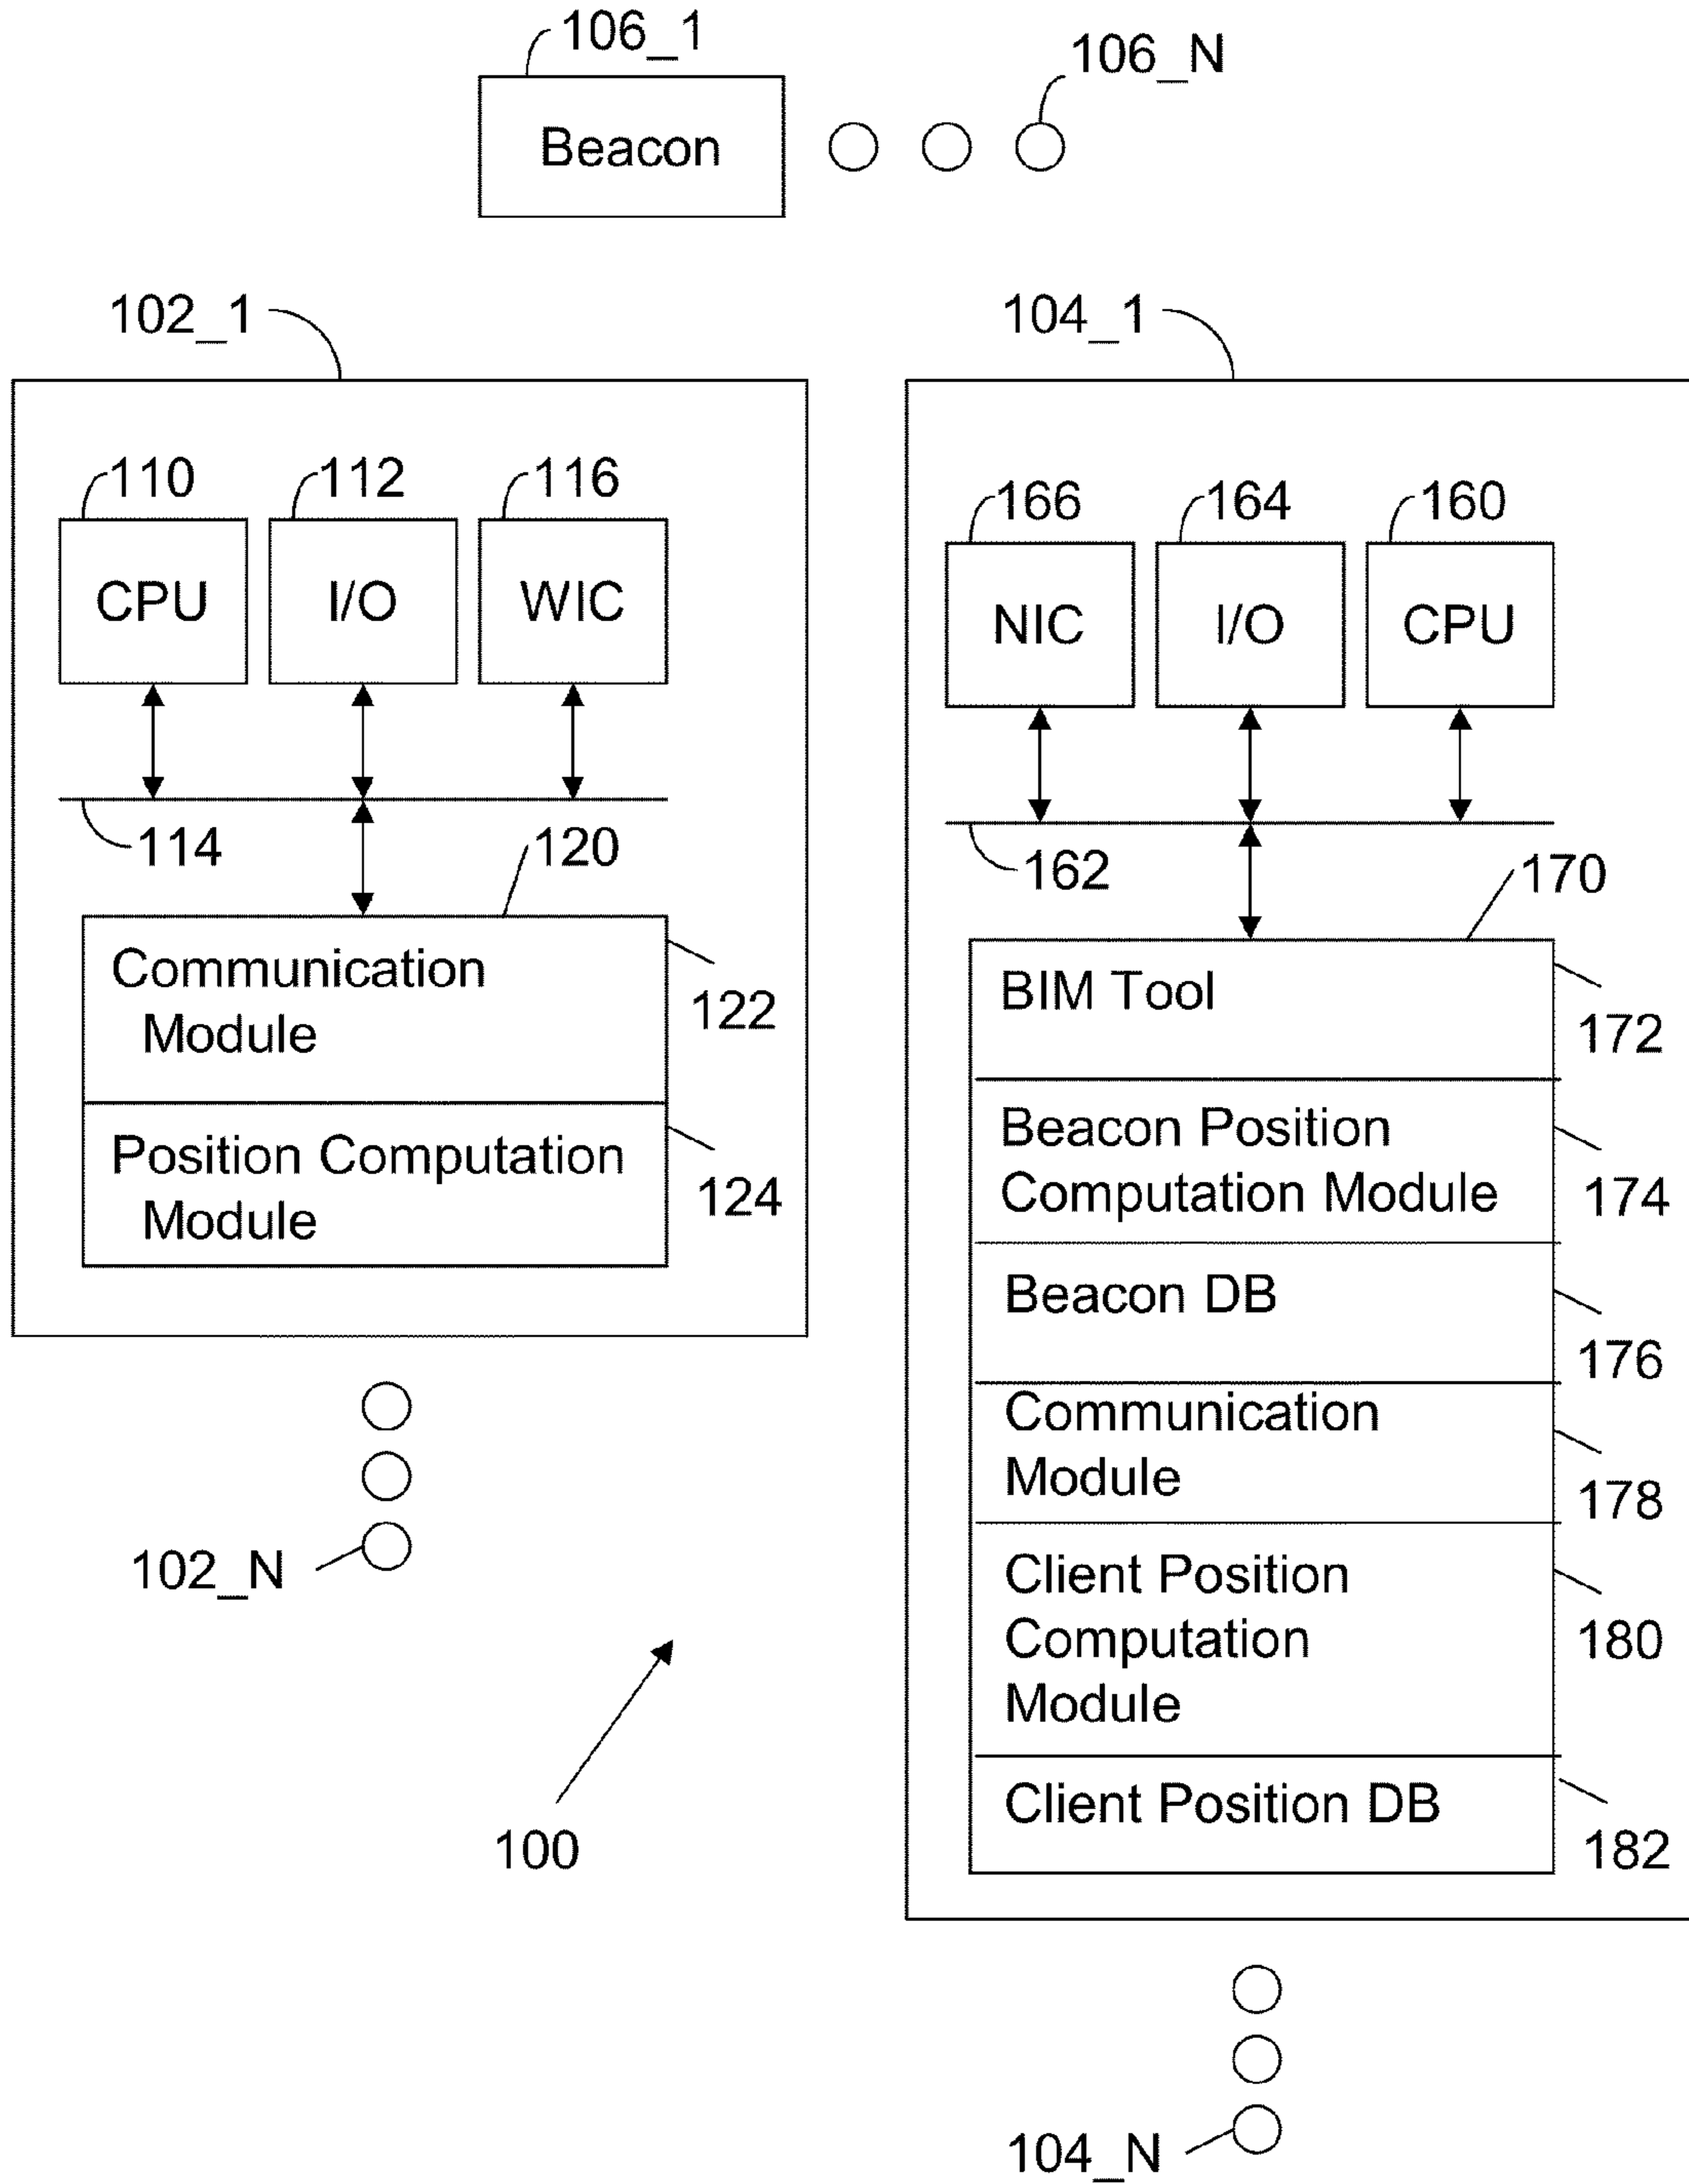 106_1
106_N
Beacon
102_1
104_1
110
112
116
166
164
160
CPU
I/O
WIC
NIC
I/O
CPU
114
120
162
170
Communication
Module
122
Position Computation
Module
124
BIM Tool
172
Beacon Position
Computation Module
174
Beacon DB
176
Communication
Module
178
Client Position
Computation
Module
180
Client Position DB
182
102_N
100
104_N